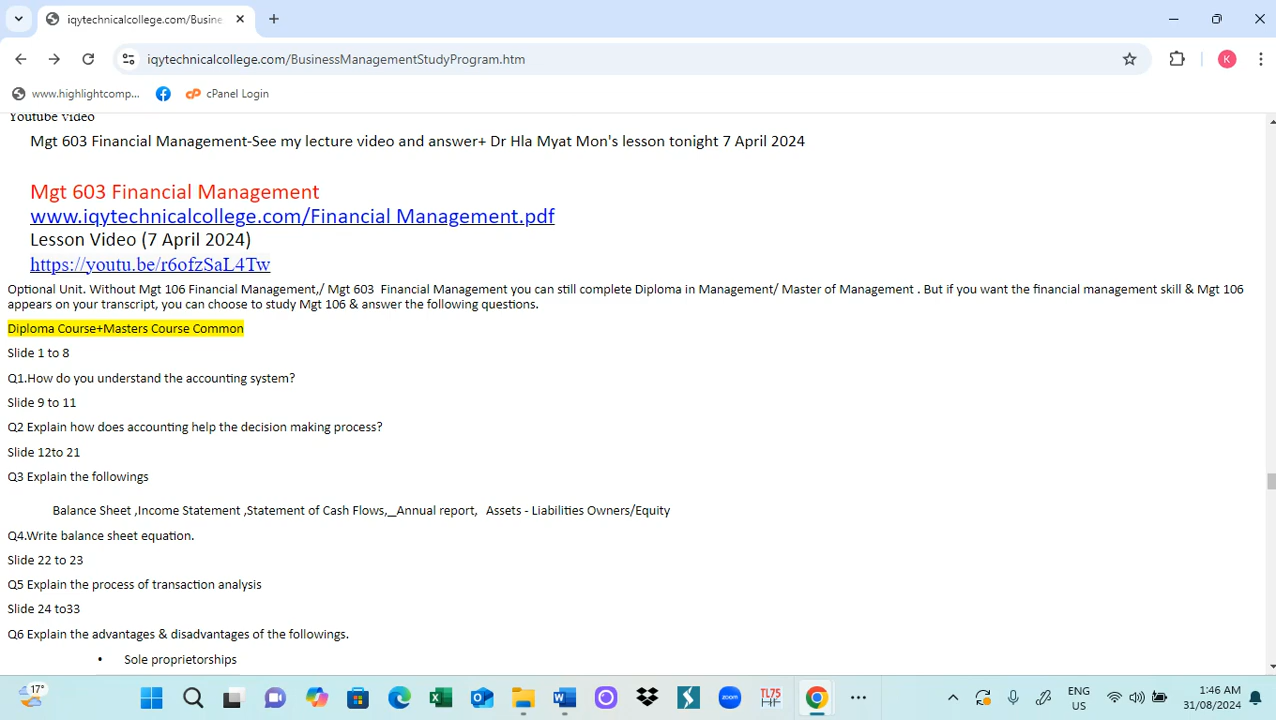 iqytechnicalcollege.com/Busine
iqytechnicalcollege.com/BusinessManagementStudyProgram.htm
K
www.highlightcomp...
cPanel Login
Youtube video
Mgt 603 Financial Management-See my lecture video and answer+ Dr Hla Myat Mon's lesson tonight 7 April 2024
Mgt 603 Financial Management
www.iqytechnicalcollege.com/Financial Management.pdf
Lesson Video (7 April 2024)
https://youtu.be/r6ofzSaL4Tw
Optional Unit. Without Mgt 106 Financial Management,/ Mgt 603  Financial Management you can still complete Diploma in Management/ Master of Management . But if you want the financial management skill & Mgt 106
appears on your transcript, you can choose to study Mgt 106 & answer the following questions.
Diploma Course+Masters Course Common
Slide 1 to 8
Q1.How do you understand the accounting system?
Slide 9 to 11
Q2 Explain how does accounting help the decision making process?
Slide 12to 21
Q3 Explain the followings
Balance Sheet ,Income Statement ,Statement of Cash Flows,_Annual report,  Assets - Liabilities Owners/Equity
Q4.Write balance sheet equation.
Slide 22 to 23
Q5 Explain the process of transaction analysis
Slide 24 to33
Q6 Explain the advantages & disadvantages of the followings.
• Sole proprietorships
17°
zoom
TL75
ENG
US
1:46 AM
31/08/2024